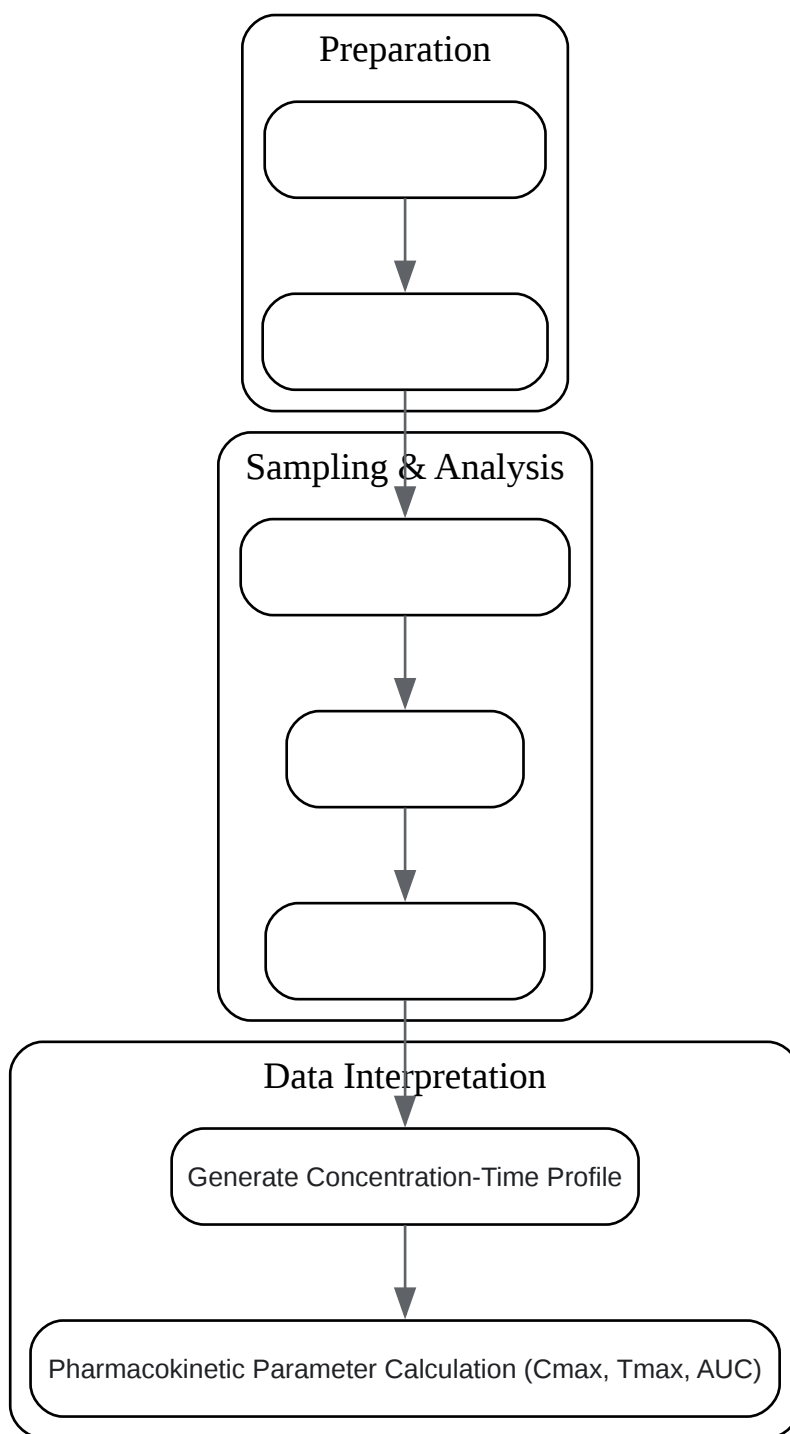 Preparation
Sampling & Analysis
Data Interpretation
Generate Concentration-Time Profile
Pharmacokinetic Parameter Calculation (Cmax, Tmax, AUC)